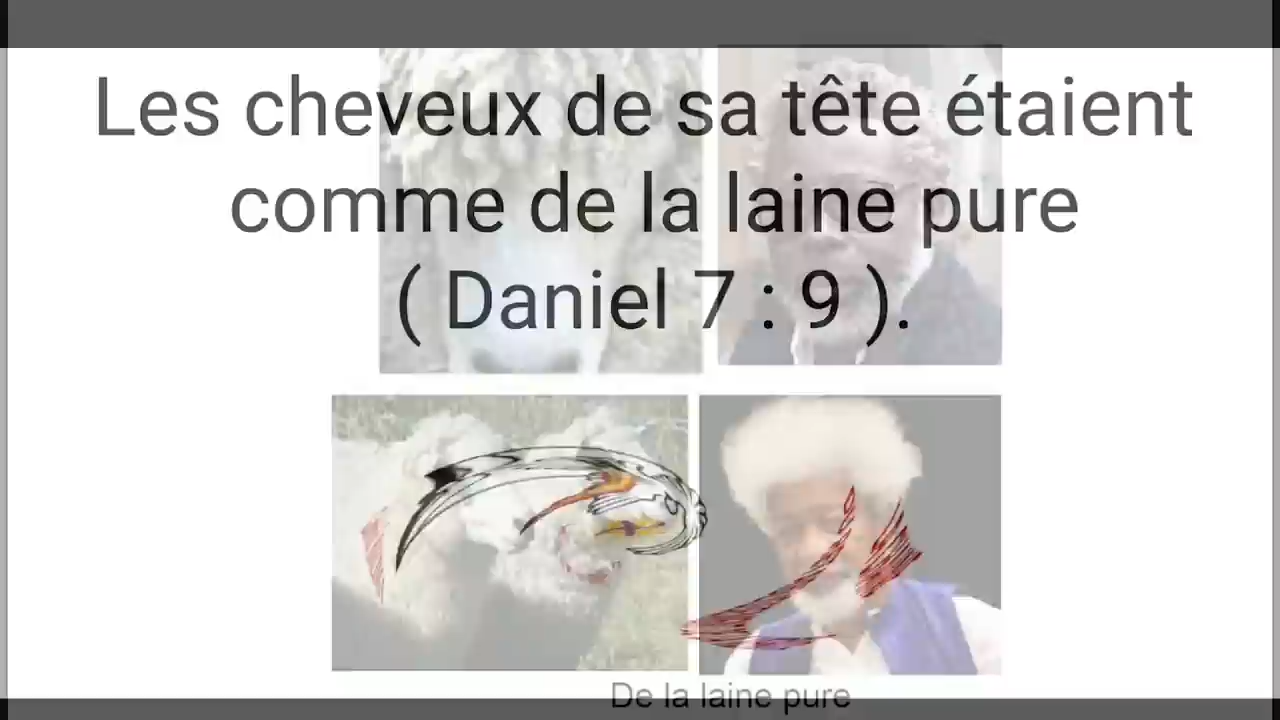 Les cheveux de sa tête étaient
comme de la laine pure
( Daniel 7 : 9 ).
De la laine pure